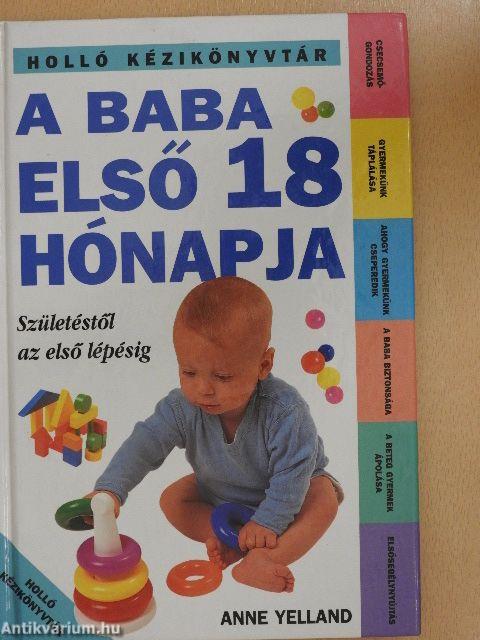 HOLLÓ KÉZIKÖNYVTÁR
A BABA
ELSŐ 18
HÓNAPJA
Születéstől
az első lépésig
CSECSEMŐ-
GONDOZÁS
GYERMEKÜNK
TÁPLÁLÁSA
AHOGY GYERMEKÜNK
CSEPEREDIK
A BABA BIZTONSÁGA
A BETEG GYERMEK
ÁPOLÁSA
ELSŐSEGÉLYNYÚJTÁS
HOLLÓ
KÉZIKÖNYVTÁR
ANNE YELLAND
Antikvárium.hu